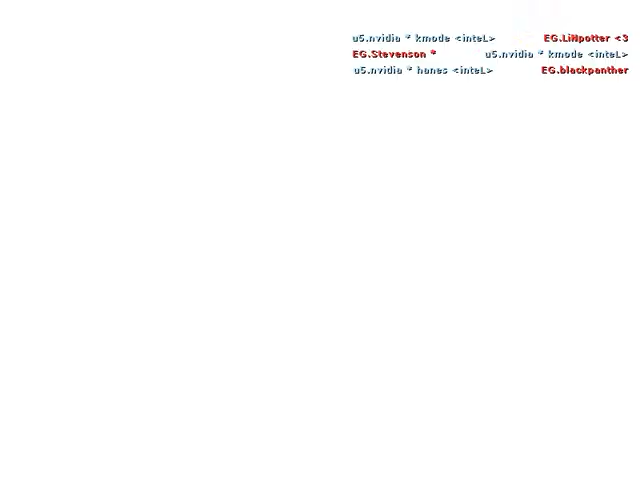 u5.nvidia * kmode <inteL> EG.LiNpotter <3
EG.Stevenson * u5.nvidia * kmode <inteL>
u5.nvidia * hanes <inteL> EG.blackpanther